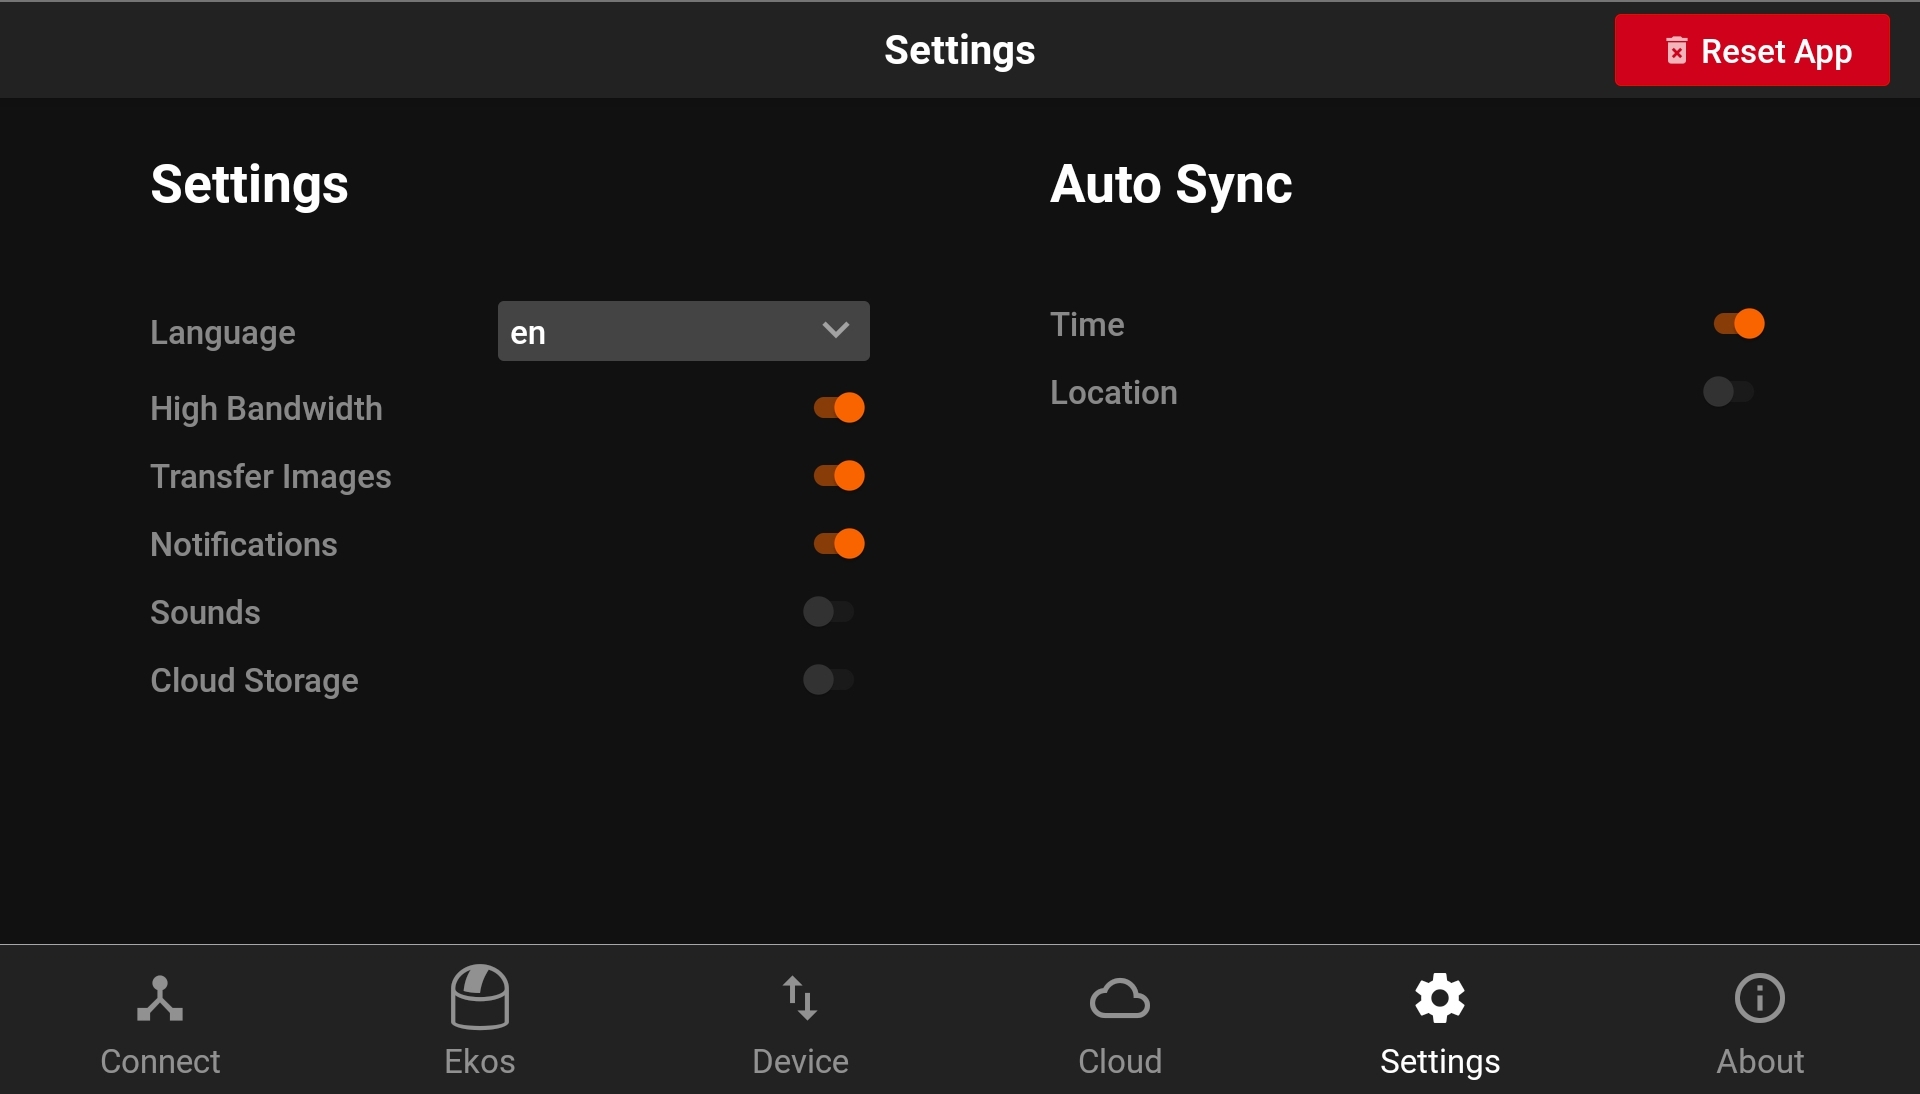 Settings
Reset App
Settings
Language
en
High Bandwidth
Transfer Images
Notifications
Sounds
Cloud Storage
Auto Sync
Time
Location
Connect
Ekos
Device
Cloud
Settings
About